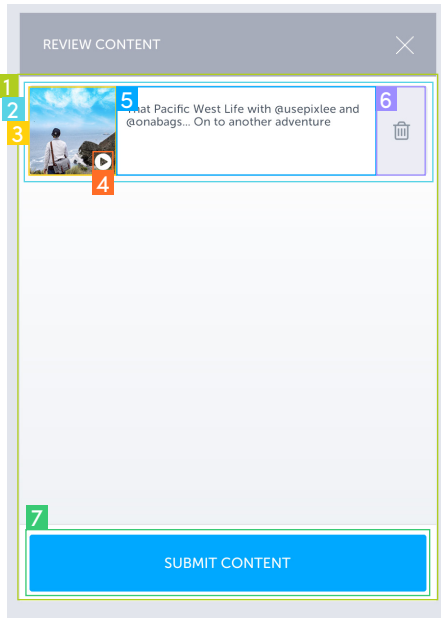 REVIEW CONTENT
1
2
3
4
5
6
That Pacific West Life with @usepixlee and
@onabags... On to another adventure
7
SUBMIT CONTENT